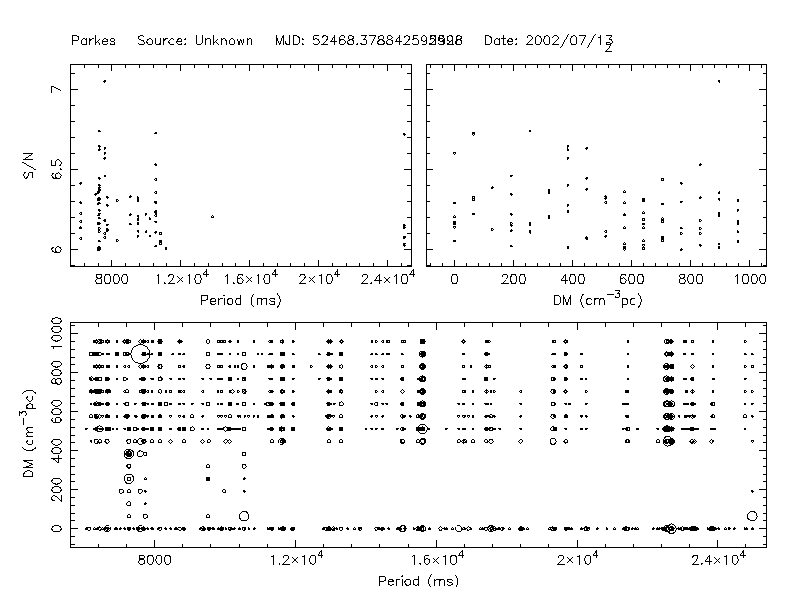 Parkes Source: Unknown MJD: 52468.37884259 Date: 2002/07/1
7
6.5
6
S/N
8000 1.2×10⁴ 1.6×10⁴ 2×10⁴ 2.4×10⁴
Period (ms)
0 200 400 600 800 1000
DM (cm⁻³pc)
1000
800
600
400
200
0
DM (cm⁻³pc)
8000 1.2×10⁴ 1.6×10⁴ 2×10⁴ 2.4×10⁴
Period (ms)